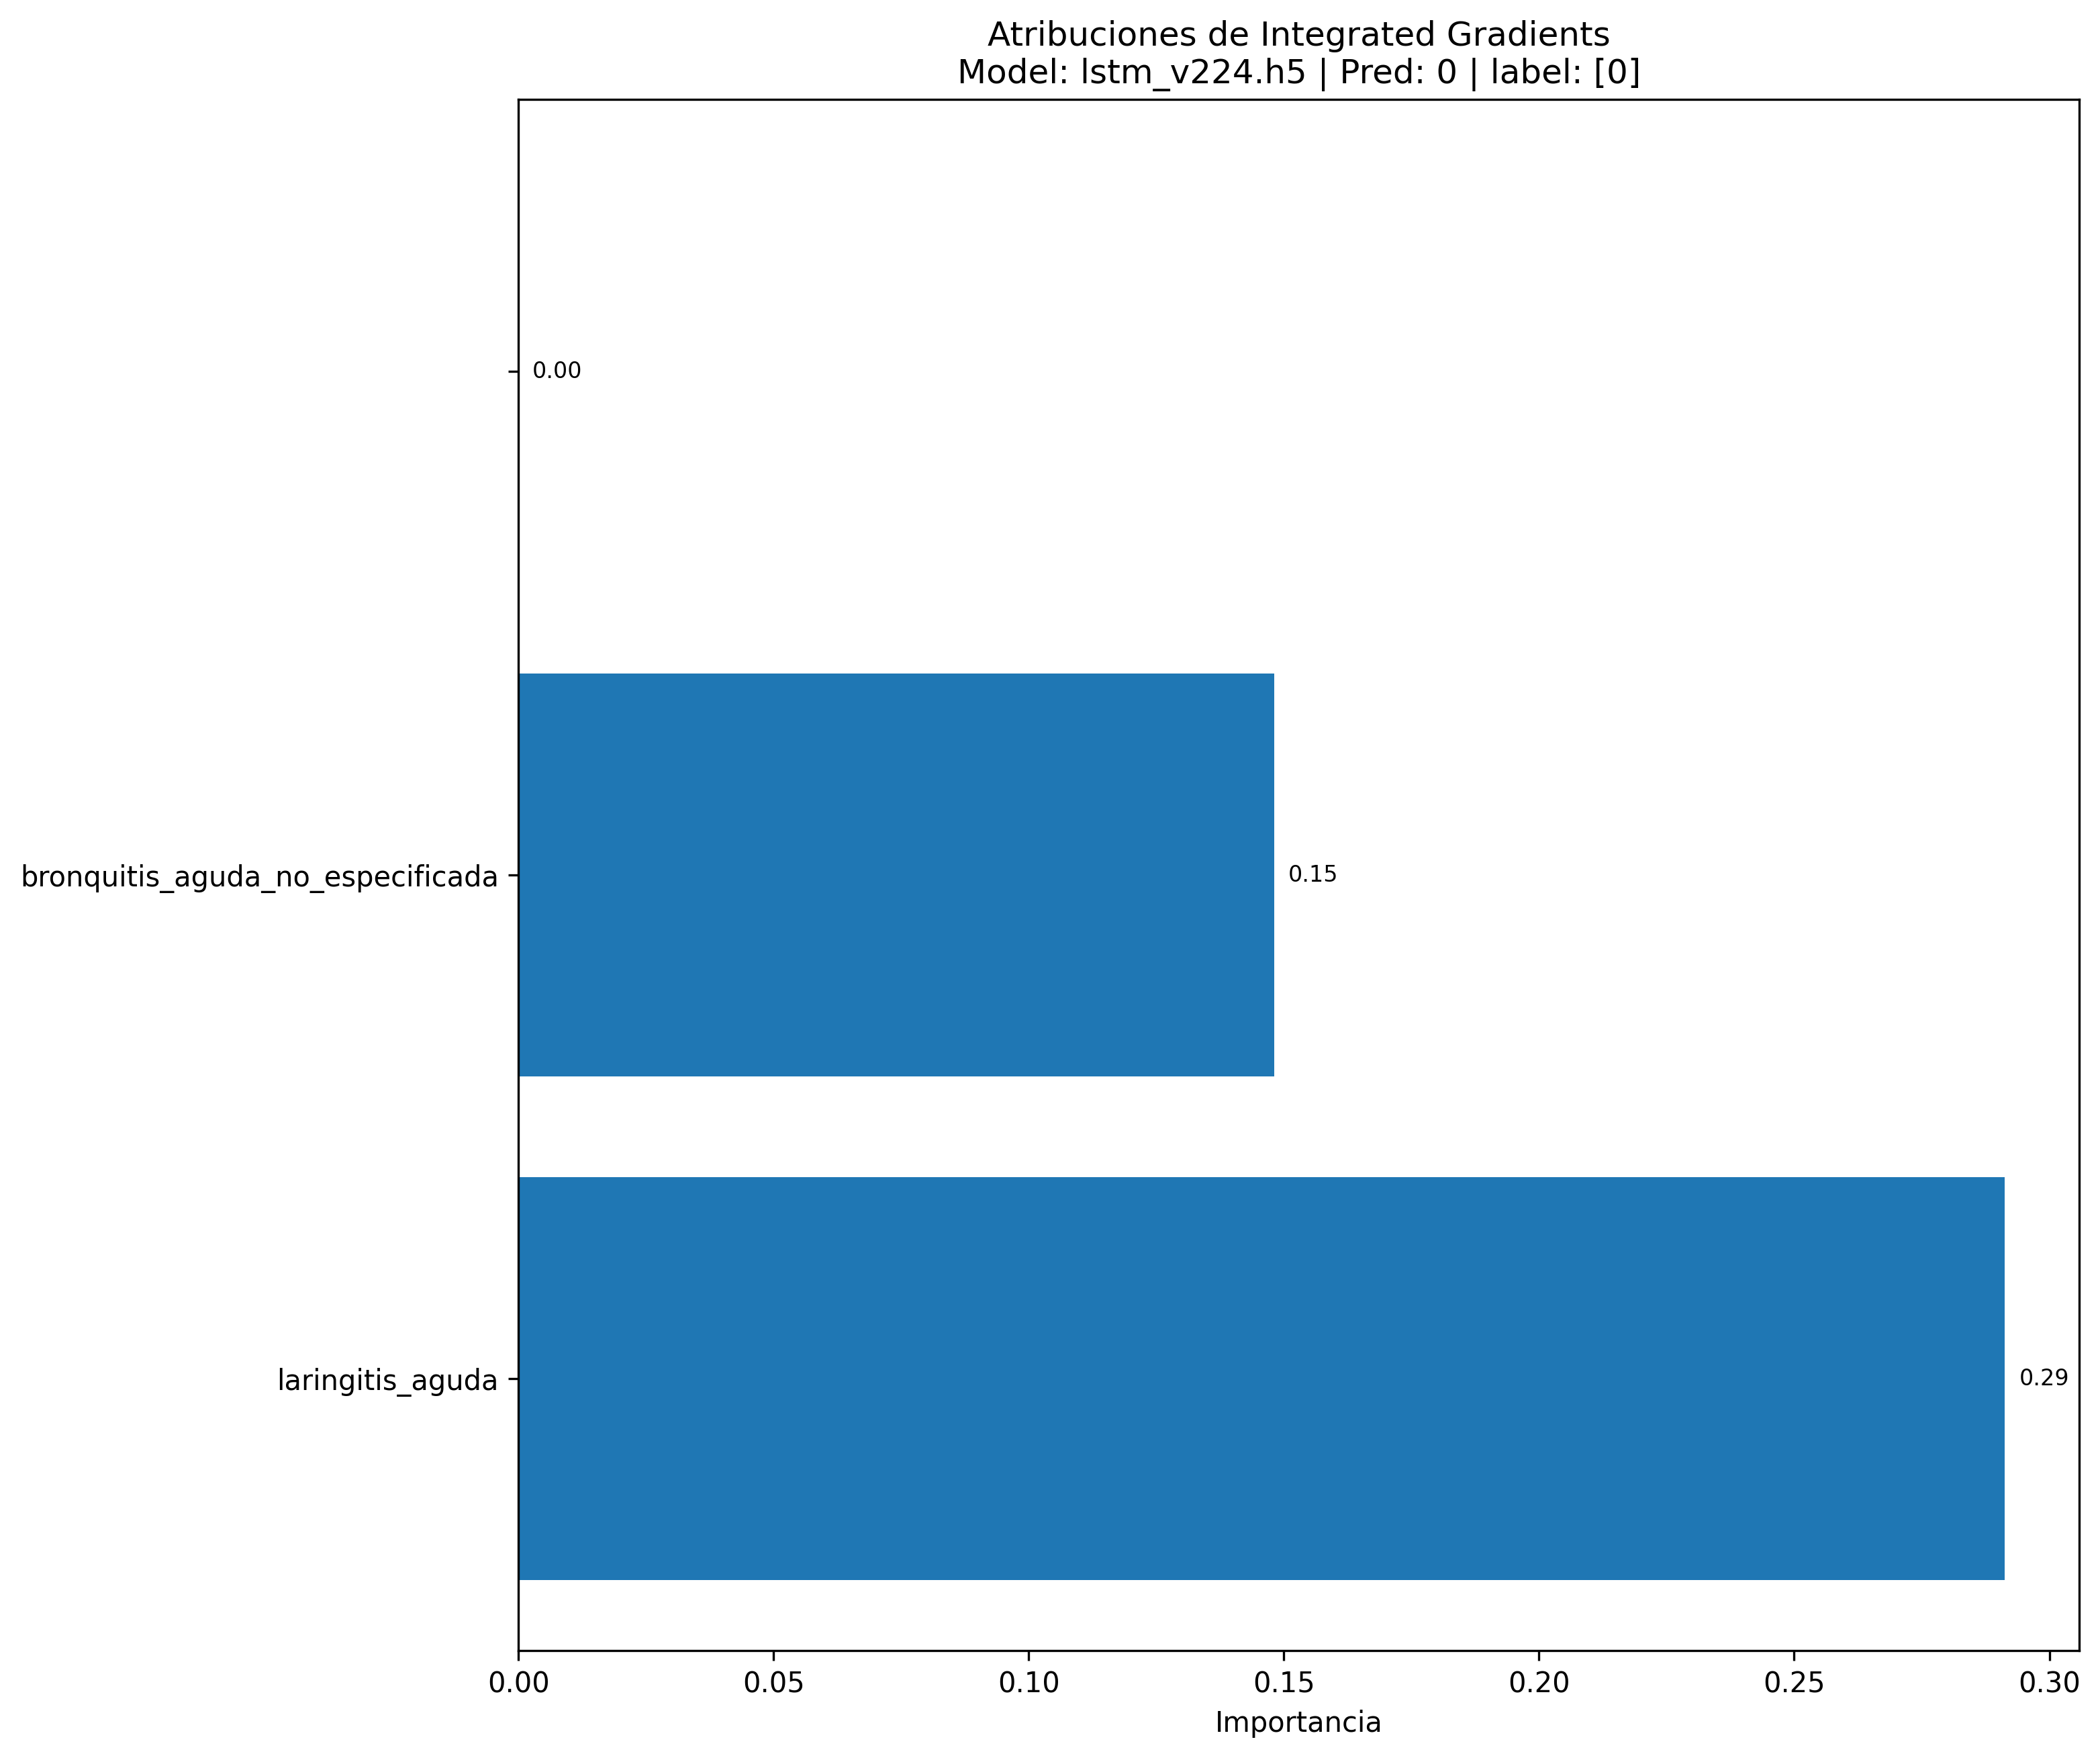 Atribuciones de Integrated Gradients
Model: lstm_v224.h5 | Pred: 0 | label: [0]
0.00
bronquitis_aguda_no_especificada
0.15
laringitis_aguda
0.29
0.00 0.05 0.10 0.15 0.20 0.25 0.30
Importancia